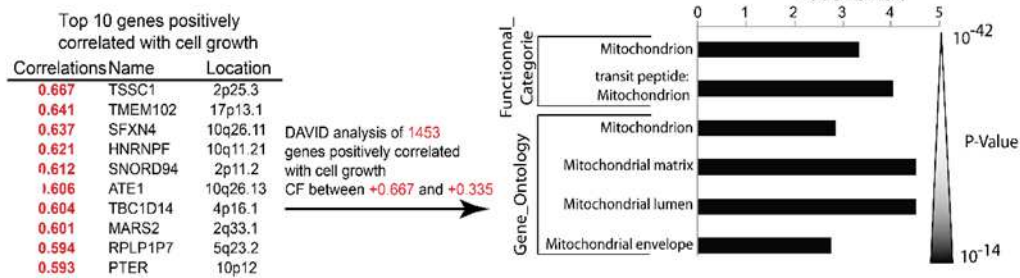 Top 10 genes positively
correlated with cell growth
Correlations Name Location
0.667 TSSC1 2p25.3
0.641 TMEM102 17p13.1
0.637 SFXN4 10q26.11
0.621 HNRNPF 10q11.21
0.612 SNORD94 2p11.2
0.606 ATE1 10q26.13
0.604 TBC1D14 4p16.1
0.601 MARS2 2q33.1
0.594 RPLP1P7 5q23.2
0.593 PTER 10p12
DAVID analysis of 1453
genes positively correlated
with cell growth
CF between +0.667 and +0.335
0 1 2 3 4 5
Functionnal_
Categorie
Mitochondrion
transit peptide:
Mitochondrion
Gene_Ontology
Mitochondrion
Mitochondrial matrix
Mitochondrial lumen
Mitochondrial envelope
10-42
P-Value
10-14